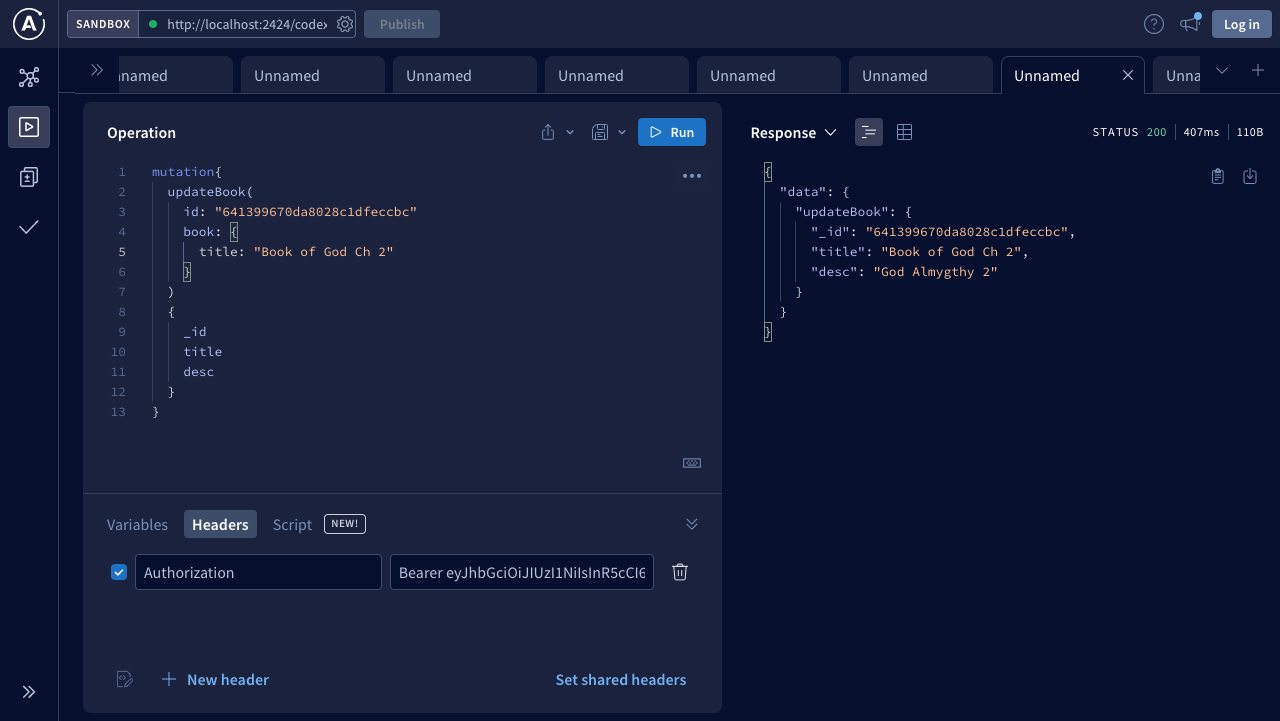 SANDBOX
http://localhost:2424/codex
Publish
Log in
Unnamed
Unnamed
Unnamed
Unnamed
Unnamed
Unnamed
Operation
Run
1 mutation{
2 updateBook(
3 id: "641399670da8028c1dfeccbc"
4 book: {
5 title: "Book of God Ch 2"
6 }
7 )
8 {
9 _id
10 title
11 desc
12 }
13 }
Variables
Headers
Script
NEW!
Authorization
Bearer eyJhbGciOiJIUzI1NiIsInR5cCI6
New header
Set shared headers
Response
STATUS 200 407ms 110B
{
"data": {
"updateBook": {
"_id": "641399670da8028c1dfeccbc",
"title": "Book of God Ch 2",
"desc": "God Almygthy 2"
}
}
}